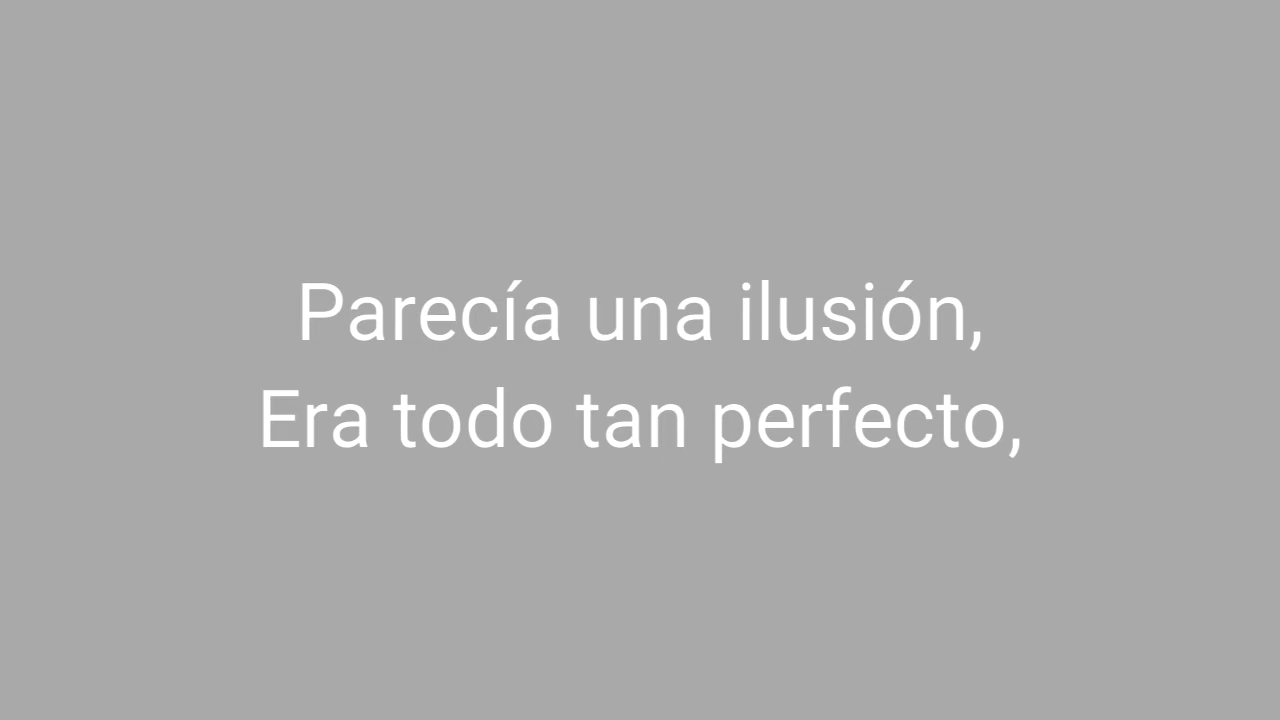 Parecía una ilusión,
Era todo tan perfecto,